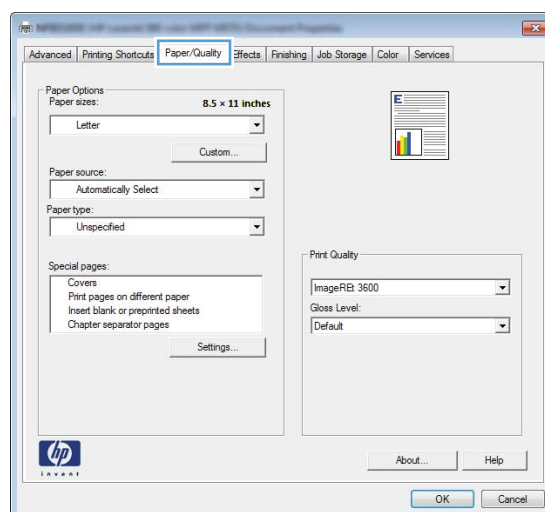 Advanced Printing Shortcuts Paper/Quality Effects Finishing Job Storage Color Services
Paper Options
Paper sizes: 8.5 × 11 inches
Letter
Custom...
Paper source:
Automatically Select
Paper type:
Unspecified
Special pages:
Covers
Print pages on different paper
Insert blank or preprinted sheets
Chapter separator pages
Settings...
E
Print Quality
ImageREt 3600
Gloss Level:
Default
hp
invent
About... Help
OK Cancel